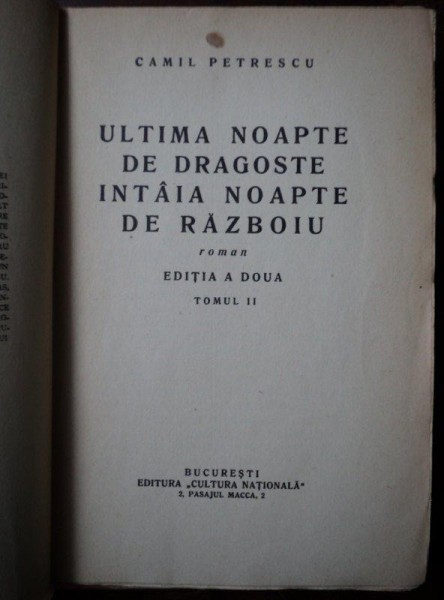 CAMIL PETRESCU
ULTIMA NOAPTE
DE DRAGOSTE
INTÂIA NOAPTE
DE RĂZBOIU
roman
EDIȚIA A DOUA
TOMUL II
BUCUREȘTI
EDITURA „CULTURA NAȚIONALĂ"
2, PASAJUL MACCA, 2